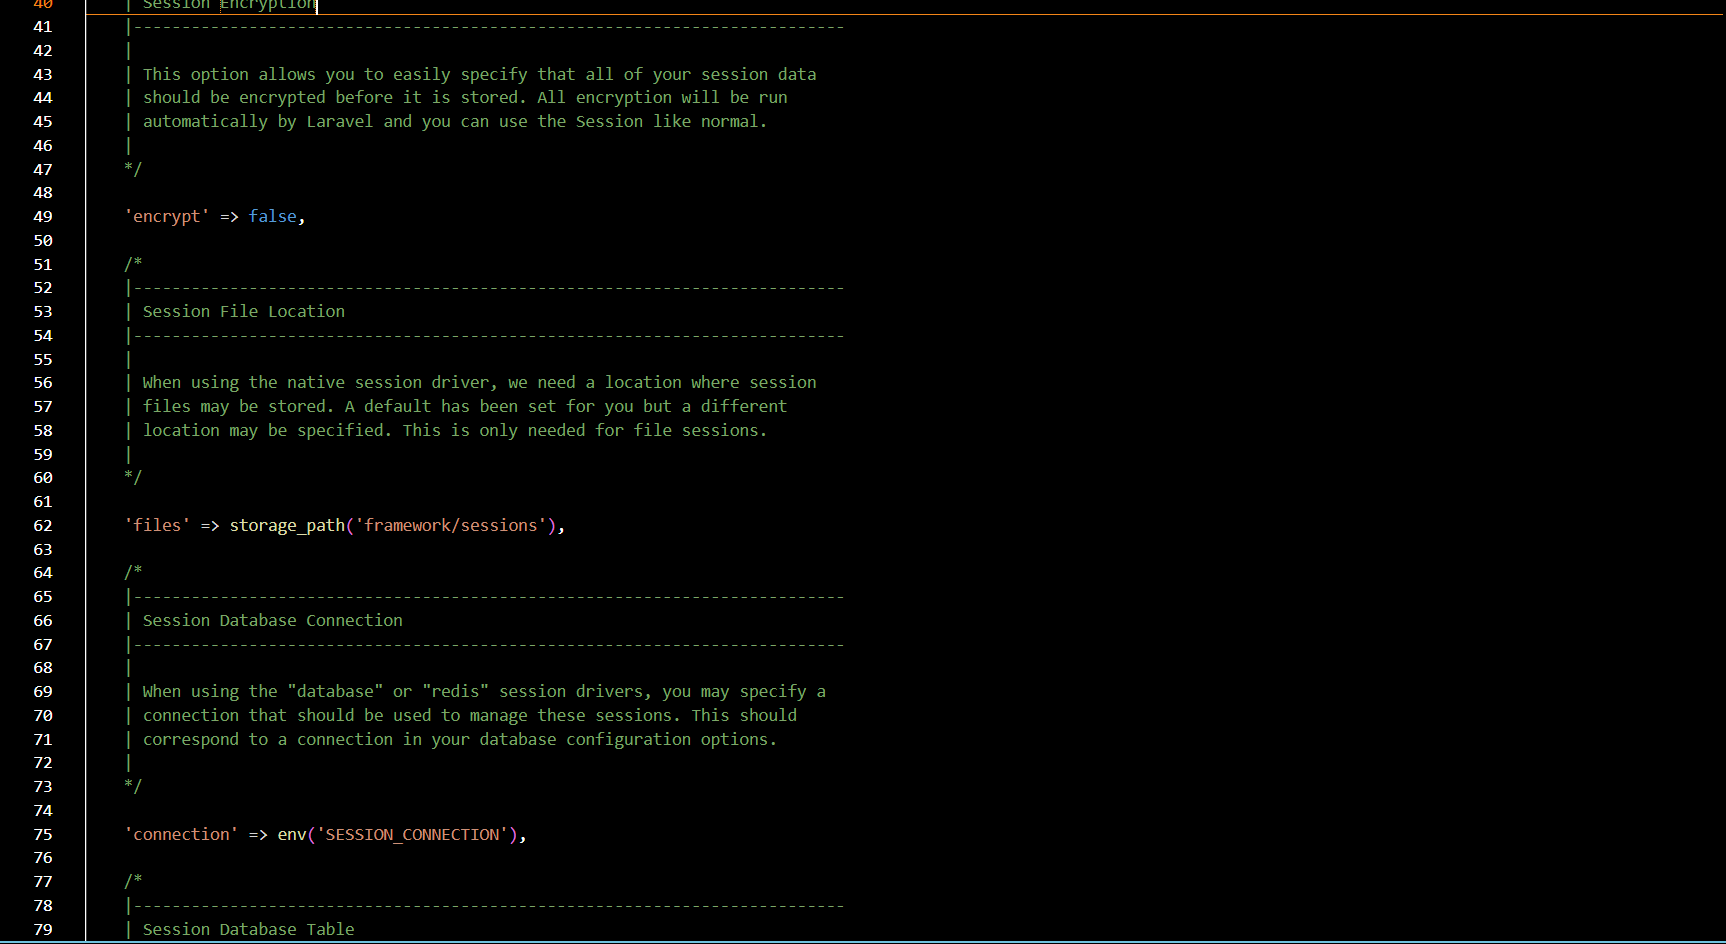 40 | Session Encryption
41 |--------------------------------------------------------------------------
42 |
43 | This option allows you to easily specify that all of your session data
44 | should be encrypted before it is stored. All encryption will be run
45 | automatically by Laravel and you can use the Session like normal.
46 |
47 */
48
49 'encrypt' => false,
50
51 /*
52 |--------------------------------------------------------------------------
53 | Session File Location
54 |--------------------------------------------------------------------------
55 |
56 | When using the native session driver, we need a location where session
57 | files may be stored. A default has been set for you but a different
58 | location may be specified. This is only needed for file sessions.
59 |
60 */
61
62 'files' => storage_path('framework/sessions'),
63
64 /*
65 |--------------------------------------------------------------------------
66 | Session Database Connection
67 |--------------------------------------------------------------------------
68 |
69 | When using the "database" or "redis" session drivers, you may specify a
70 | connection that should be used to manage these sessions. This should
71 | correspond to a connection in your database configuration options.
72 |
73 */
74
75 'connection' => env('SESSION_CONNECTION'),
76
77 /*
78 |--------------------------------------------------------------------------
79 | Session Database Table